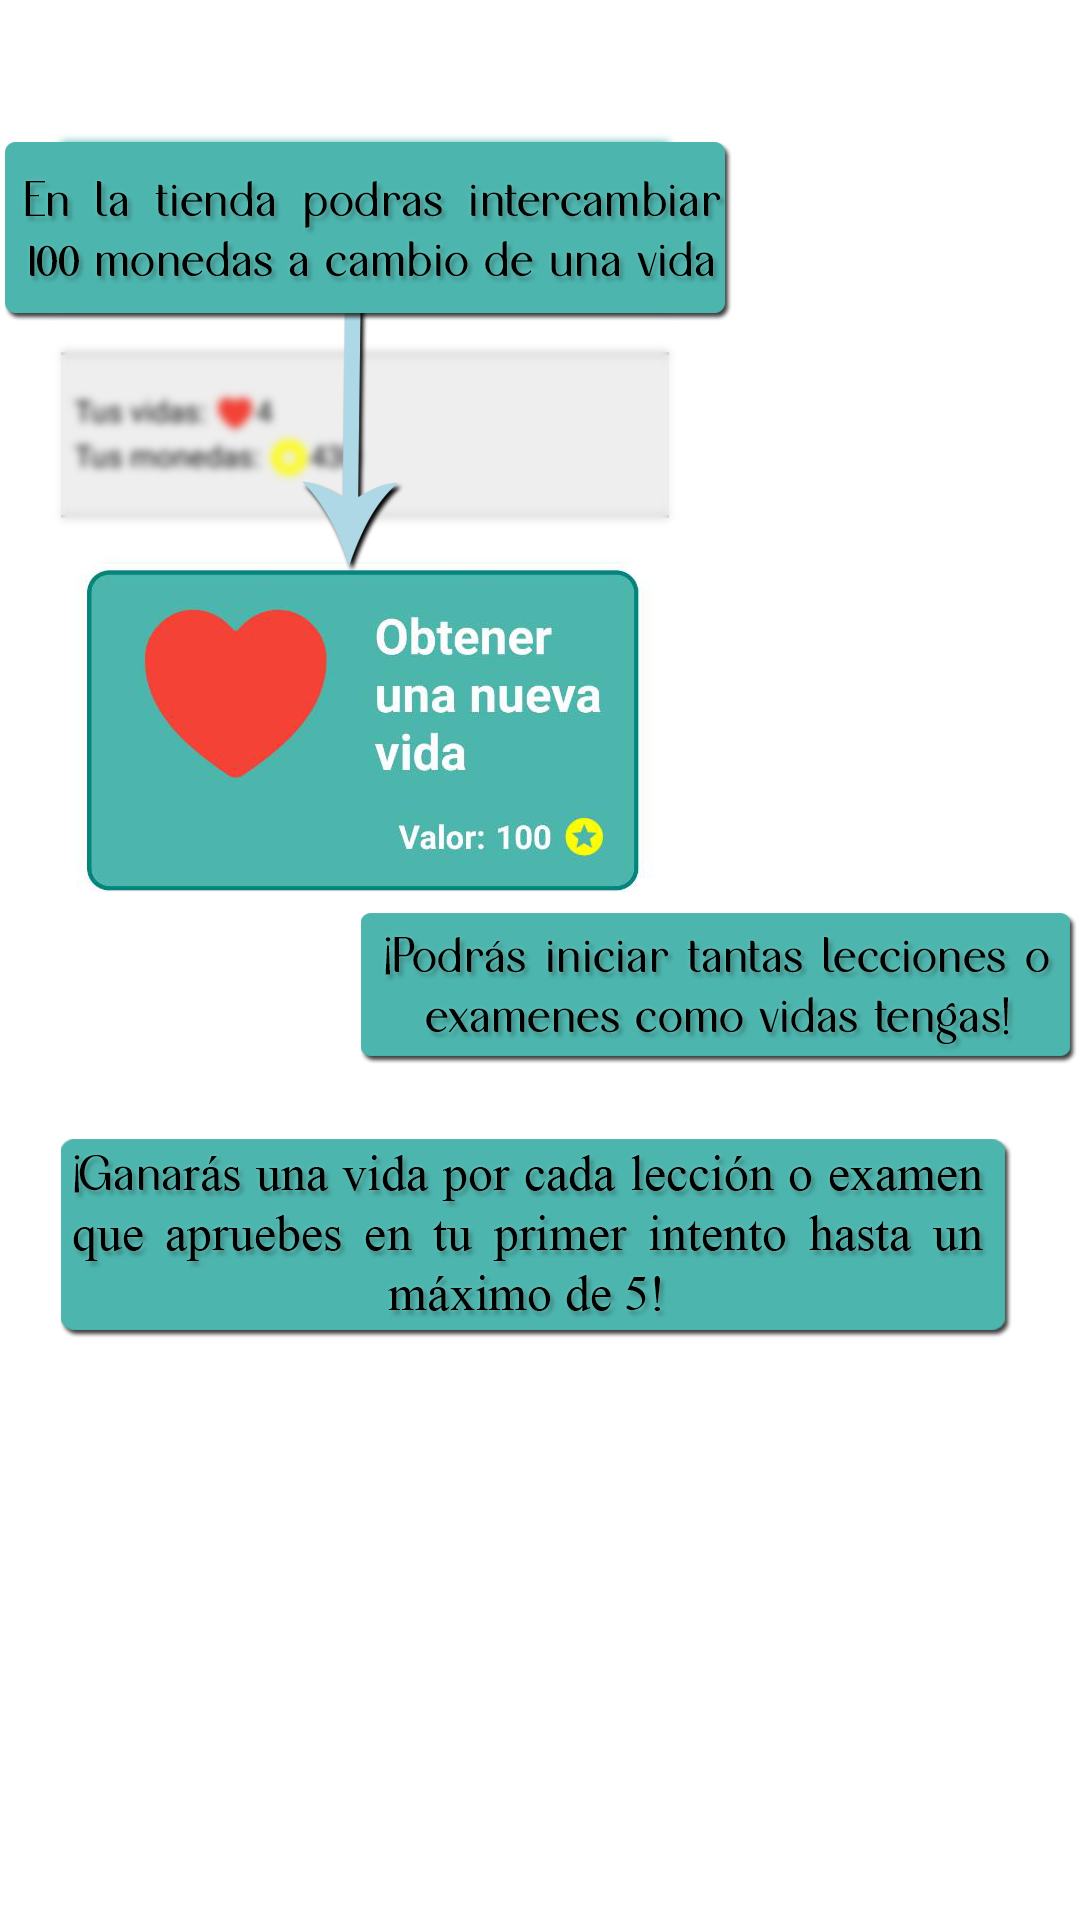 En la tienda podras intercambiar
100 monedas a cambio de una vida
Tus vidas: 4
Tus monedas:
Obtener
una nueva
vida
Valor: 100
¡Podrás iniciar tantas lecciones o
examenes como vidas tengas!
¡Ganarás una vida por cada lección o examen
que apruebes en tu primer intento hasta un
máximo de 5!